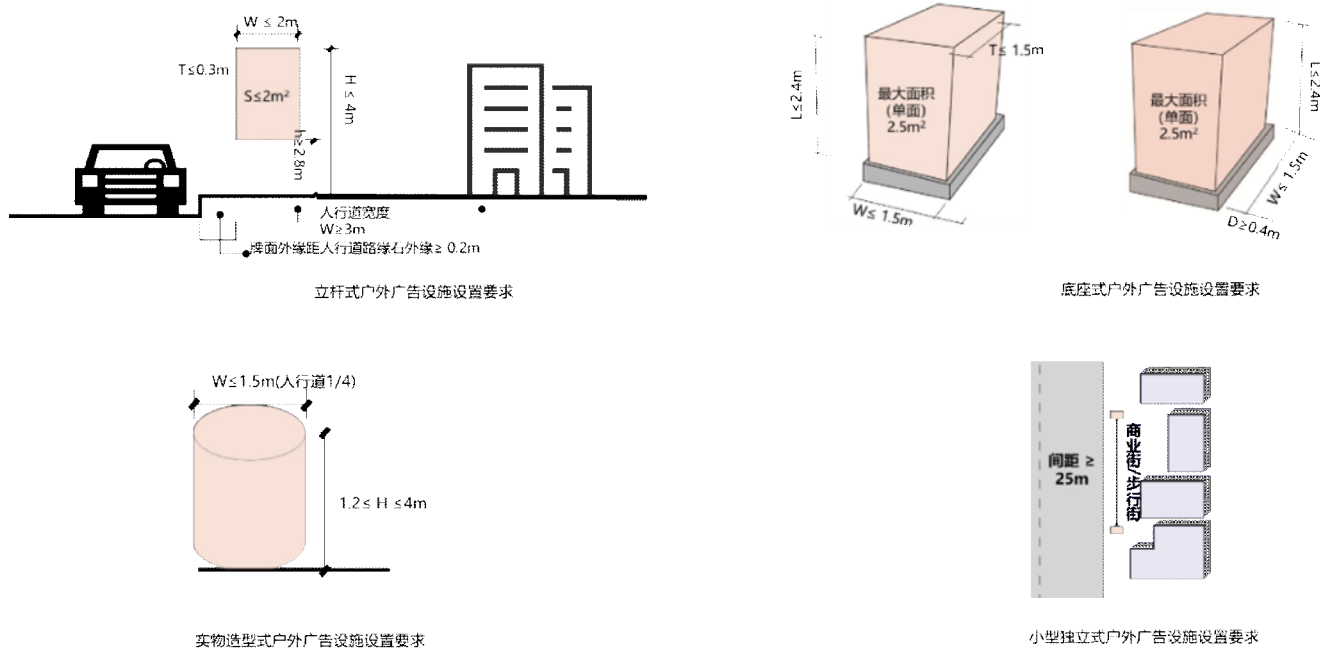 W ≤ 2m
T≤0.3m
S≤2m²
H ≤ 4m
h≥2.8m
人行道宽度
W≥3m
牌面外缘距人行道路缘石外缘≥ 0.2m
立杆式户外广告设施设置要求
L≤2.4m
T≤ 1.5m
最大面积
(单面)
2.5m²
W≤ 1.5m
最大面积
(单面)
2.5m²
L≤2.4m
W≤ 1.5m
D≥0.4m
底座式户外广告设施设置要求
W≤1.5m(人行道1/4)
1.2≤ H ≤4m
实物造型式户外广告设施设置要求
间距 ≥
25m
商业街/步行街
小型独立式户外广告设施设置要求